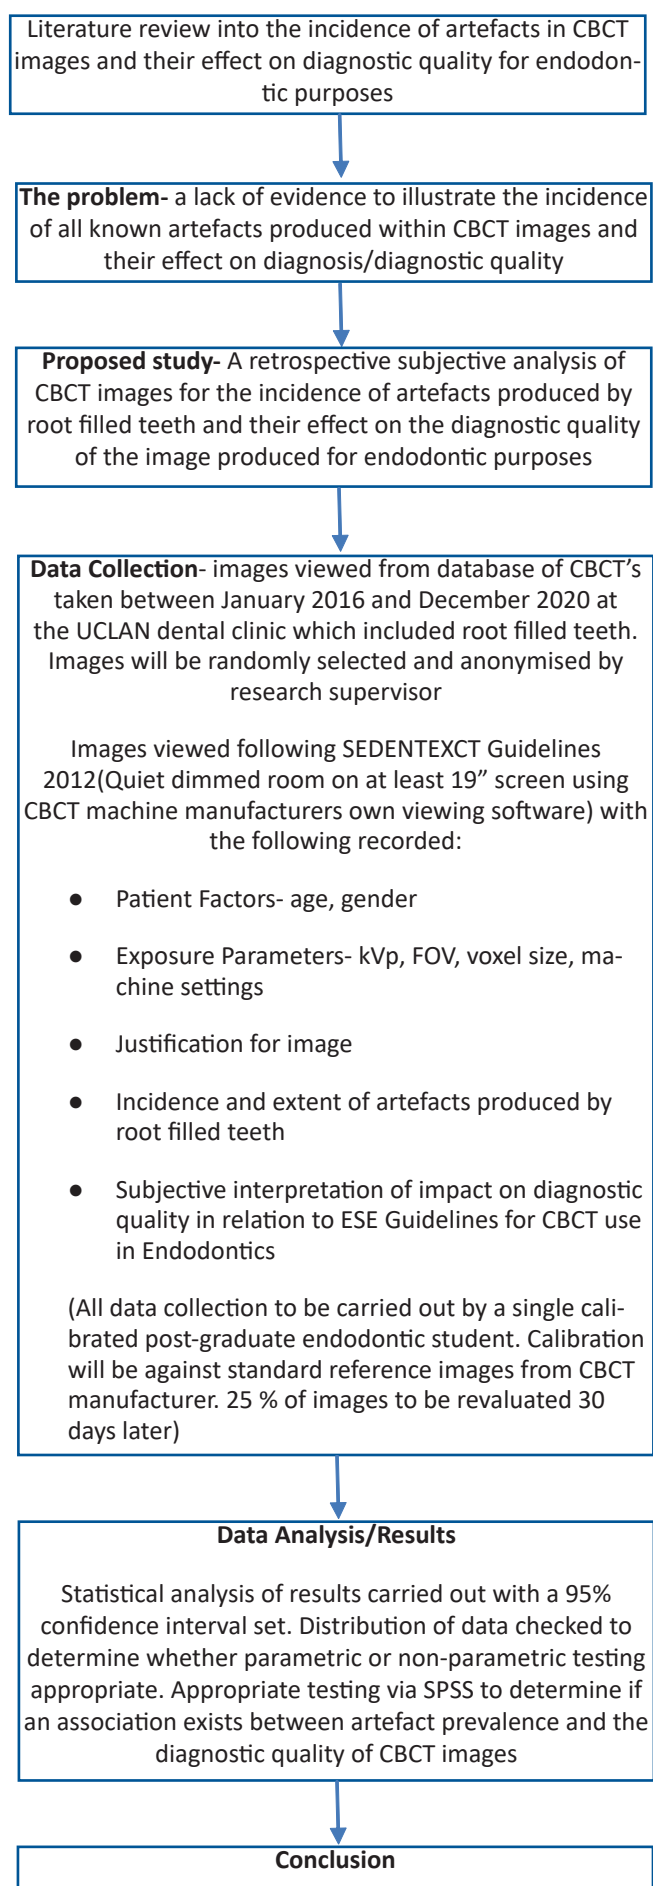 Literature review into the incidence of artefacts in CBCT
images and their effect on diagnostic quality for endodon-
tic purposes
The problem- a lack of evidence to illustrate the incidence
of all known artefacts produced within CBCT images and
their effect on diagnosis/diagnostic quality
Proposed study- A retrospective subjective analysis of
CBCT images for the incidence of artefacts produced by
root filled teeth and their effect on the diagnostic quality
of the image produced for endodontic purposes
Data Collection- images viewed from database of CBCT's
taken between January 2016 and December 2020 at
the UCLAN dental clinic which included root filled teeth.
Images will be randomly selected and anonymised by
research supervisor
Images viewed following SEDENTEXCT Guidelines
2012(Quiet dimmed room on at least 19” screen using
CBCT machine manufacturers own viewing software) with
the following recorded:
● Patient Factors- age, gender
● Exposure Parameters- kVp, FOV, voxel size, ma-
chine settings
● Justification for image
● Incidence and extent of artefacts produced by
root filled teeth
● Subjective interpretation of impact on diagnostic
quality in relation to ESE Guidelines for CBCT use
in Endodontics
(All data collection to be carried out by a single cali-
brated post-graduate endodontic student. Calibration
will be against standard reference images from CBCT
manufacturer. 25 % of images to be revaluated 30
days later)
Data Analysis/Results
Statistical analysis of results carried out with a 95%
confidence interval set. Distribution of data checked to
determine whether parametric or non-parametric testing
appropriate. Appropriate testing via SPSS to determine if
an association exists between artefact prevalence and the
diagnostic quality of CBCT images
Conclusion